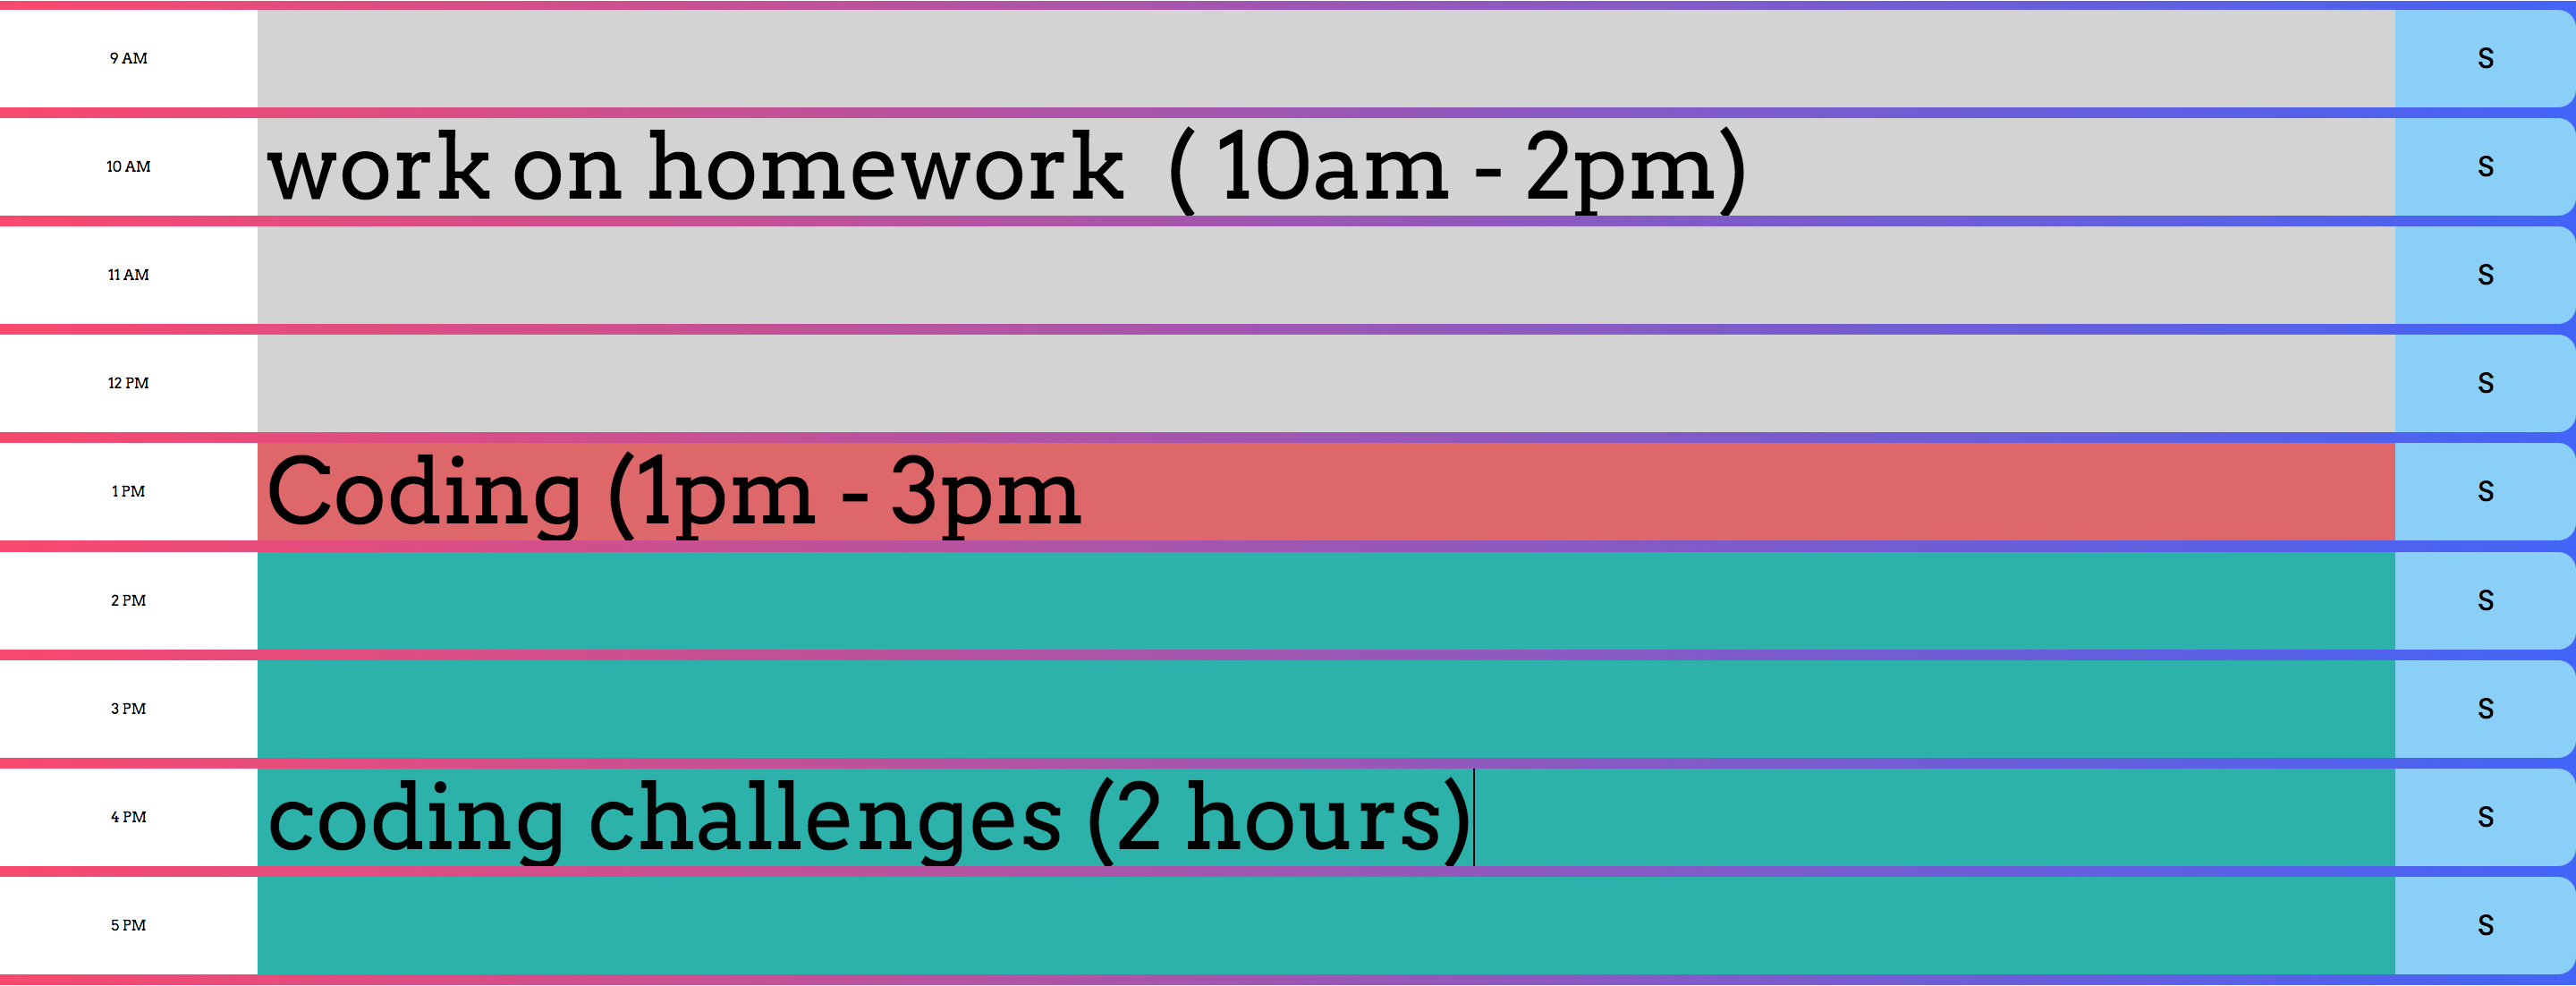 9 AM S
10 AM work on homework  ( 10am - 2pm) S
11 AM S
12 PM S
1 PM Coding (1pm - 3pm S
2 PM S
3 PM S
4 PM coding challenges (2 hours) S
5 PM S